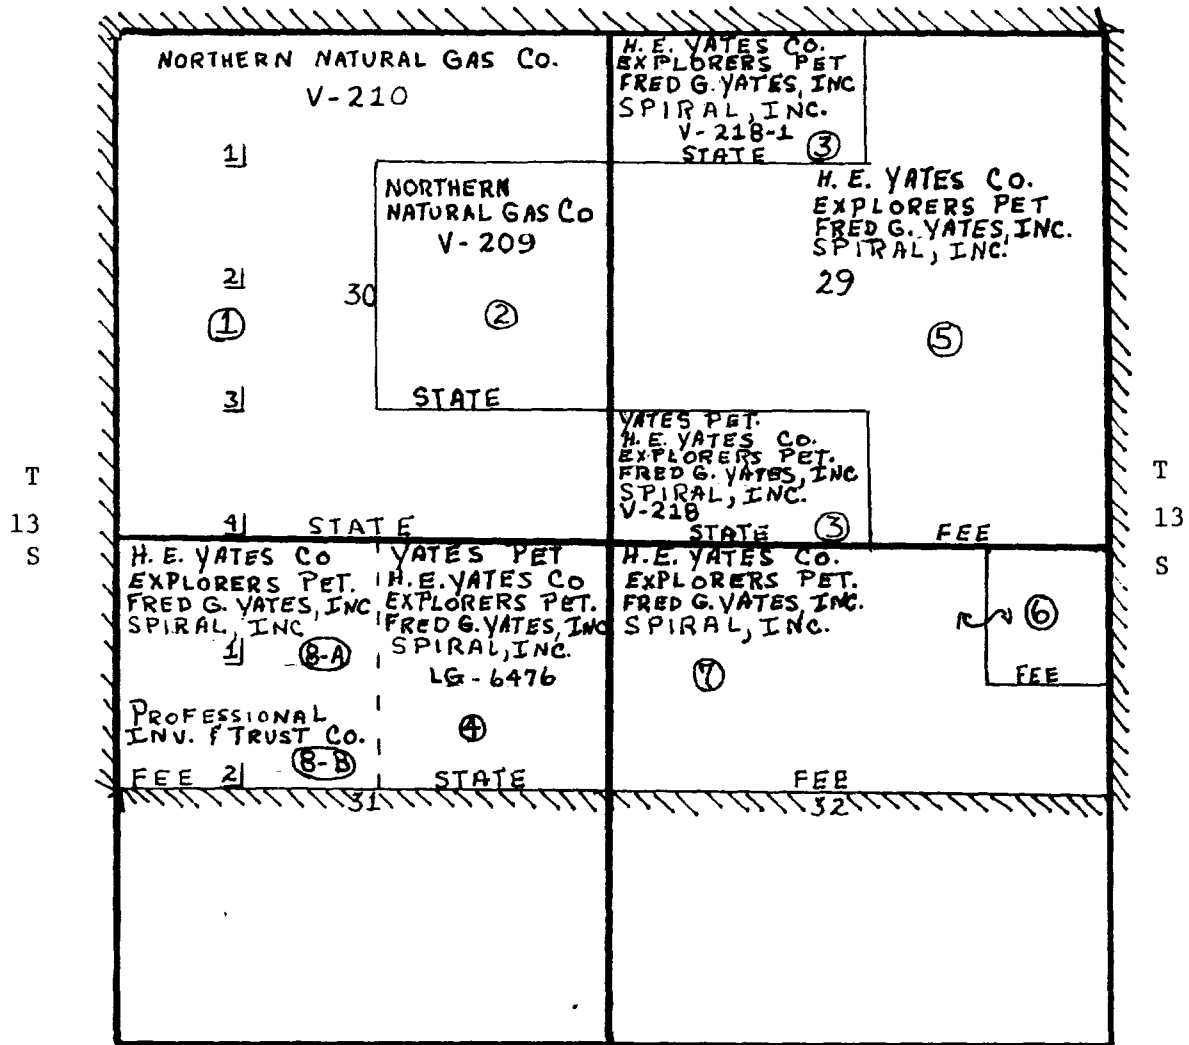 NORTHERN NATURAL GAS CO.
V-210
1
2
30
1
3
4 STATE
NORTHERN
NATURAL GAS CO
V-209
2
STATE
H. E. YATES CO.
EXPLORERS PET
FRED G. YATES, INC
SPIRAL, INC.
V-218-1
STATE 3
H. E. YATES CO.
EXPLORERS PET
FRED G. YATES, INC.
SPIRAL, INC.
29
5
YATES PET.
H. E. YATES CO.
EXPLORERS PET.
FRED G. YATES, INC
SPIRAL, INC.
V-218
STATE 3
FEE
T
13
S
T
13
S
H. E. YATES CO
EXPLORERS PET.
FRED G. YATES, INC
SPIRAL, INC
1 8-A
PROFESSIONAL
INV. & TRUST CO.
8-B
FEE 2
YATES PET
H. E. YATES CO
EXPLORERS PET.
FRED G. YATES, INC
SPIRAL, INC.
LG-6476
4
STATE
31
H. E. YATES CO.
EXPLORERS PET.
FRED G. YATES, INC.
SPIRAL, INC.
7
6
FEE
FEE
32